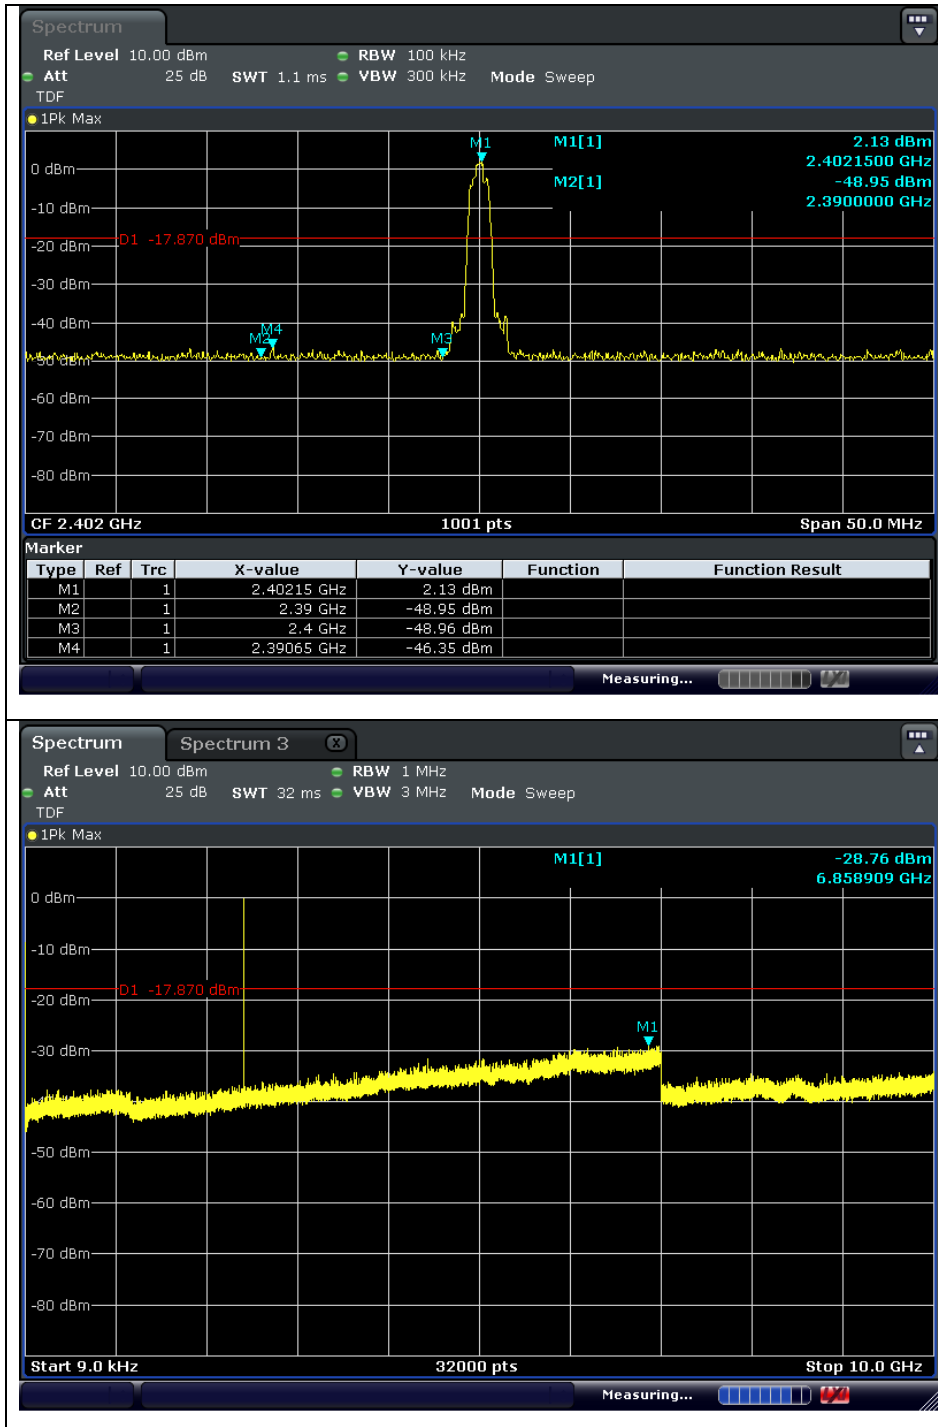 Spectrum
Ref Level 10.00 dBm RBW 100 kHz
Att 25 dB SWT 1.1 ms VBW 300 kHz Mode Sweep
TDF
1Pk Max
M1 M1[1] 2.13 dBm
2.4021500 GHz
0 dBm
M2[1] -48.95 dBm
2.3900000 GHz
-10 dBm
D1 -17.870 dBm
-20 dBm
-30 dBm
-40 dBm
M4
M2 M3
-50 dBm
-60 dBm
-70 dBm
-80 dBm
CF 2.402 GHz 1001 pts Span 50.0 MHz
Marker
Type Ref Trc X-value Y-value Function Function Result
M1 1 2.40215 GHz 2.13 dBm
M2 1 2.39 GHz -48.95 dBm
M3 1 2.4 GHz -48.96 dBm
M4 1 2.39065 GHz -46.35 dBm
Measuring...
Spectrum Spectrum 3 X
Ref Level 10.00 dBm RBW 1 MHz
Att 25 dB SWT 32 ms VBW 3 MHz Mode Sweep
TDF
1Pk Max
M1[1] -28.76 dBm
6.858909 GHz
0 dBm
-10 dBm
D1 -17.870 dBm
-20 dBm
M1
-30 dBm
-50 dBm
-60 dBm
-70 dBm
-80 dBm
Start 9.0 kHz 32000 pts Stop 10.0 GHz
Measuring...